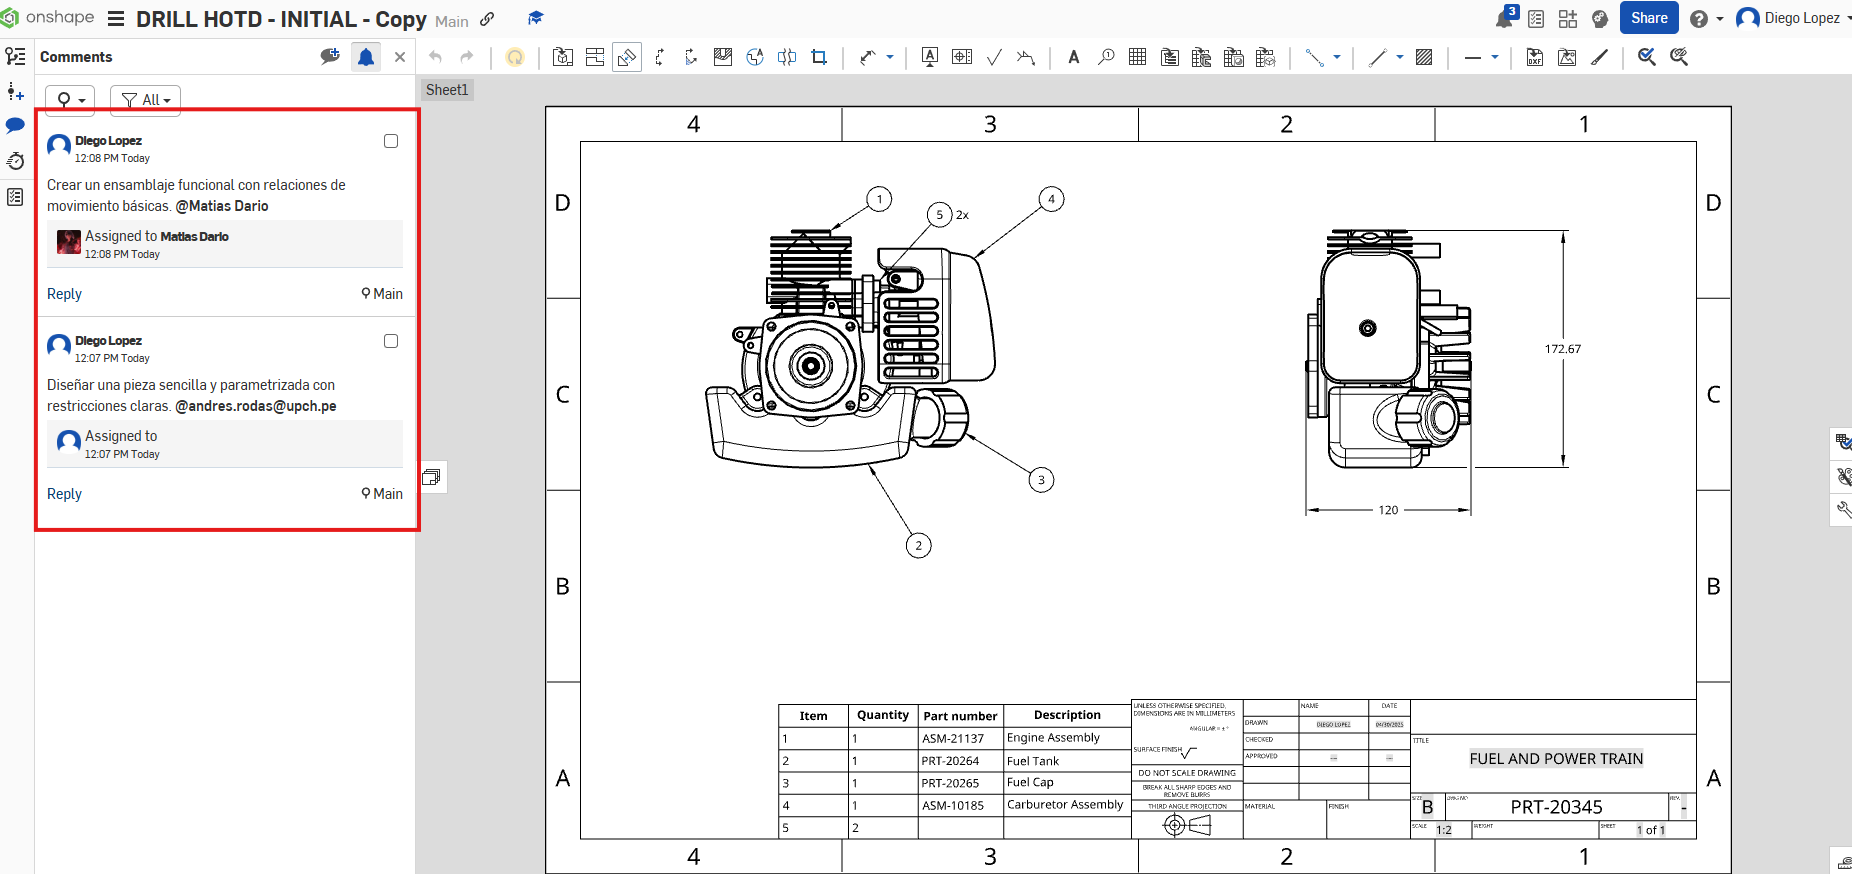 onshape
DRILL HOTD - INITIAL - Copy Main
3
Share
Diego Lopez
Comments
All
Diego Lopez
12:08 PM Today
Crear un ensamblaje funcional con relaciones de
movimiento básicas. @Matias Dario
Assigned to Matias Dario
12:08 PM Today
Reply
Main
Diego Lopez
12:07 PM Today
Diseñar una pieza sencilla y parametrizada con
restricciones claras. @andres.rodas@upch.pe
Assigned to
12:07 PM Today
Reply
Main
Sheet1
4 3 2 1
D
C
B
A
1
5 2x
4
3
2
172.67
120
D
C
B
A
Item Quantity Part number Description
1 1 ASM-21137 Engine Assembly
2 1 PRT-20264 Fuel Tank
3 1 PRT-20265 Fuel Cap
4 1 ASM-10185 Carburetor Assembly
5 2
UNLESS OTHERWISE SPECIFIED,
DIMENSIONS ARE IN MILLIMETERS
ANGULAR = ± °
SURFACE FINISH
DO NOT SCALE DRAWING
BREAK ALL SHARP EDGES AND
REMOVE BURRS
THIRD ANGLE PROJECTION
NAME DATE
DRAWN DIEGO LOPEZ 04/30/2025
CHECKED
APPROVED
MATERIAL FINISH
TITLE
FUEL AND POWER TRAIN
SIZE B DWG NO PRT-20345 REV. -
SCALE 1:2 WEIGHT SHEET 1 of 1
4 3 2 1